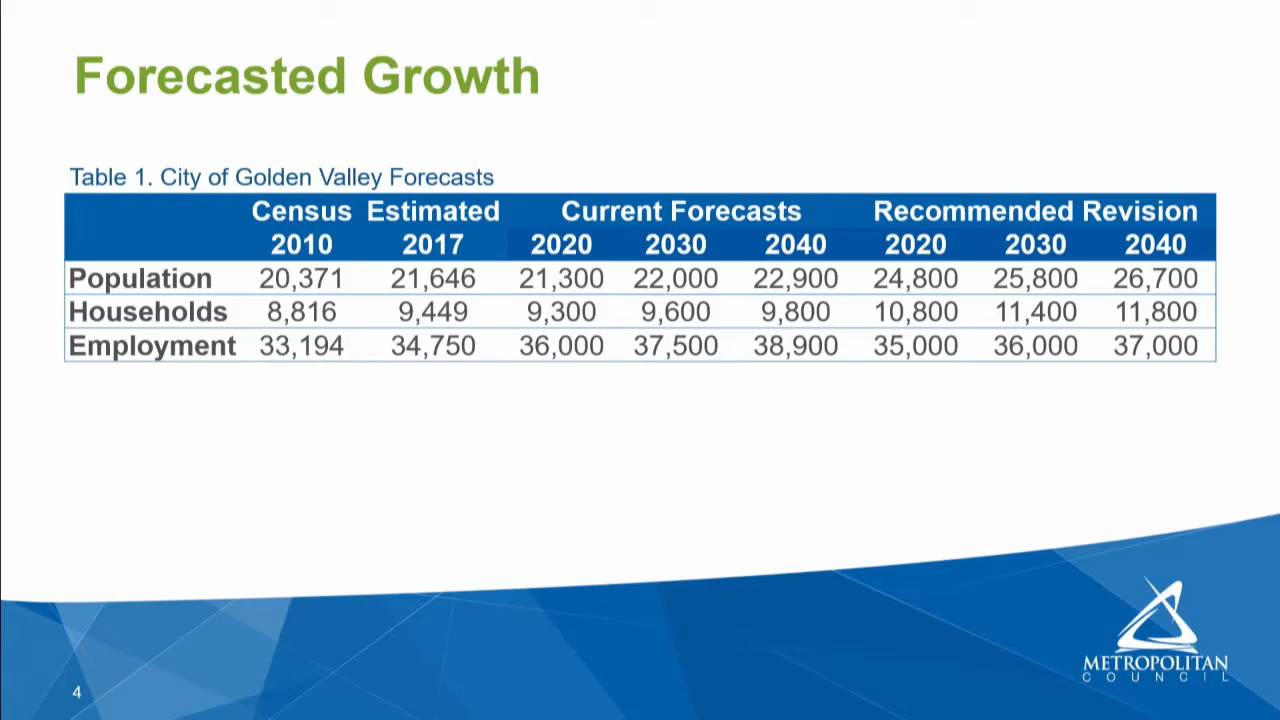 Forecasted Growth
Table 1. City of Golden Valley Forecasts
Census Estimated Current Forecasts Recommended Revision
2010 2017 2020 2030 2040 2020 2030 2040
Population 20,371 21,646 21,300 22,000 22,900 24,800 25,800 26,700
Households 8,816 9,449 9,300 9,600 9,800 10,800 11,400 11,800
Employment 33,194 34,750 36,000 37,500 38,900 35,000 36,000 37,000
METROPOLITAN
COUNCIL
4